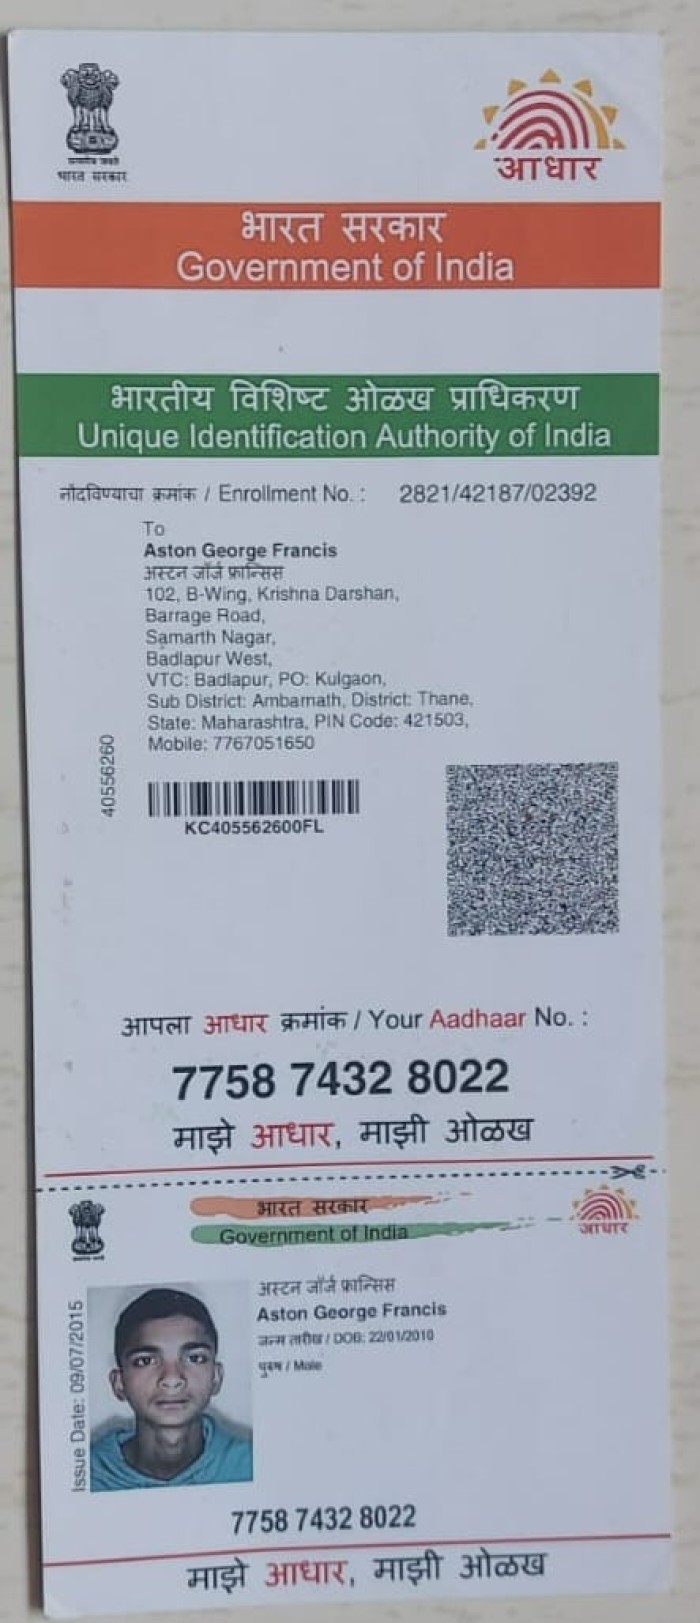 सत्यमेव जयते
भारत सरकार
आधार
भारत सरकार
Government of India
भारतीय विशिष्ट ओळख प्राधिकरण
Unique Identification Authority of India
नोंदविण्याचा क्रमांक / Enrollment No. : 2821/42187/02392
To
Aston George Francis
अस्टन जॉर्ज फ्रान्सिस
102, B-Wing, Krishna Darshan,
Barrage Road,
Samarth Nagar,
Badlapur West,
VTC: Badlapur, PO: Kulgaon,
Sub District: Ambarnath, District: Thane,
State: Maharashtra, PIN Code: 421503,
Mobile: 7767051650
40556260
KC405562600FL
आपला आधार क्रमांक / Your Aadhaar No. :
7758 7432 8022
माझे आधार, माझी ओळख
भारत सरकार
Government of India
आधार
अस्टन जॉर्ज फ्रान्सिस
Aston George Francis
जन्म तारीख / DOB: 22/01/2010
पुरुष / Male
Issue Date: 09/07/2015
7758 7432 8022
माझे आधार, माझी ओळख